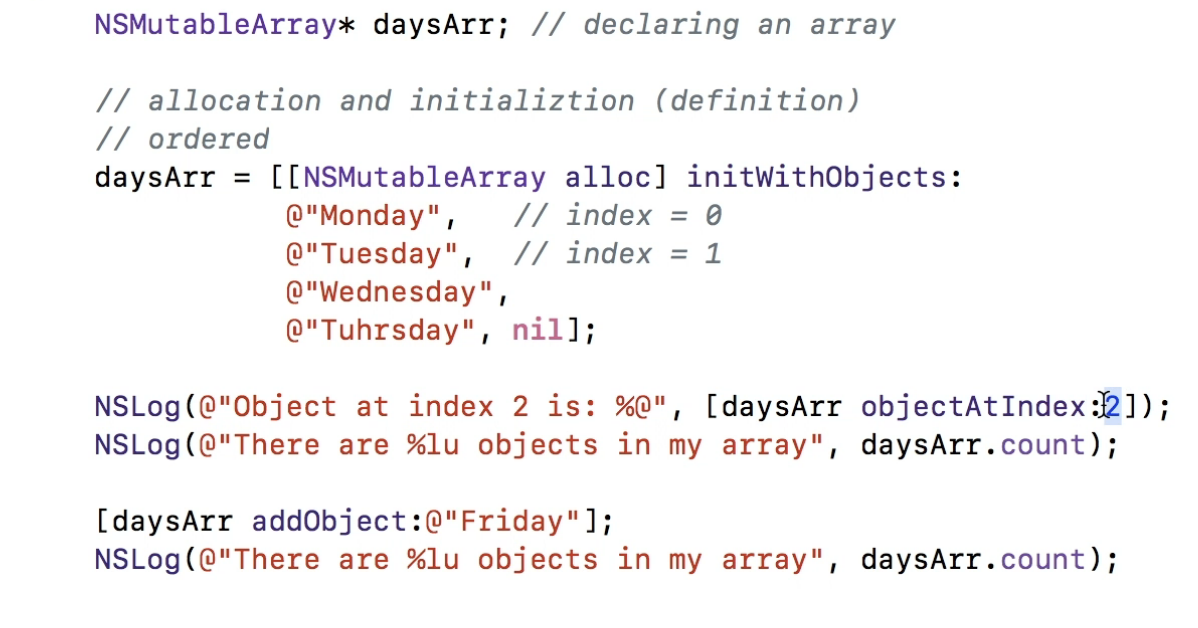 NSMutableArray* daysArr; // declaring an array
// allocation and initializtion (definition)
// ordered
daysArr = [[NSMutableArray alloc] initWithObjects:
@"Monday",   // index = 0
@"Tuesday",  // index = 1
@"Wednesday",
@"Tuhrsday", nil];
NSLog(@"Object at index 2 is: %@", [daysArr objectAtIndex:2]);
NSLog(@"There are %lu objects in my array", daysArr.count);
[daysArr addObject:@"Friday"];
NSLog(@"There are %lu objects in my array", daysArr.count);